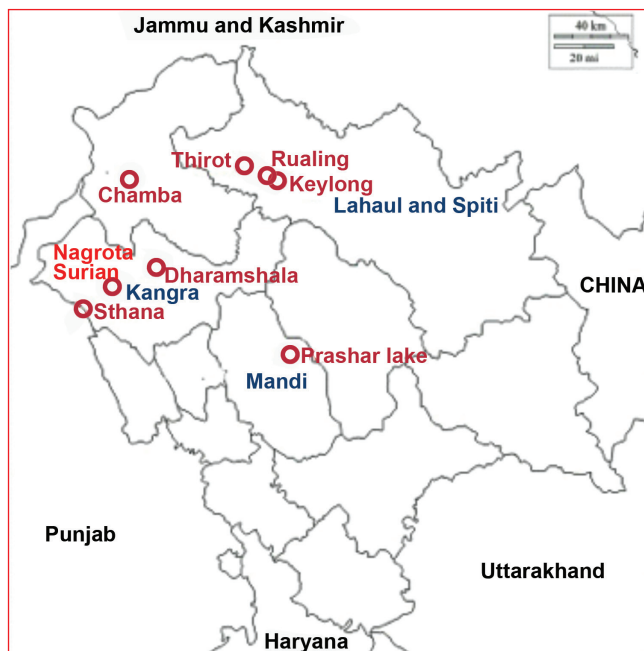 Jammu and Kashmir
40 km
20 mi
Thirot
Rualing
Keylong
Chamba
Lahaul and Spiti
Nagrota
Surian
Dharamshala
CHINA
Kangra
Sthana
Prashar lake
Mandi
Punjab
Uttarakhand
Haryana